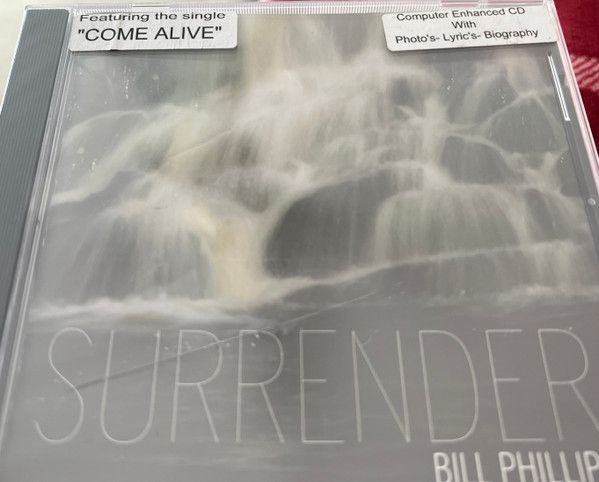 Featuring the single
"COME ALIVE"
Computer Enhanced CD
With
Photo's- Lyric's- Biography
SURRENDER
BILL PHILLIP